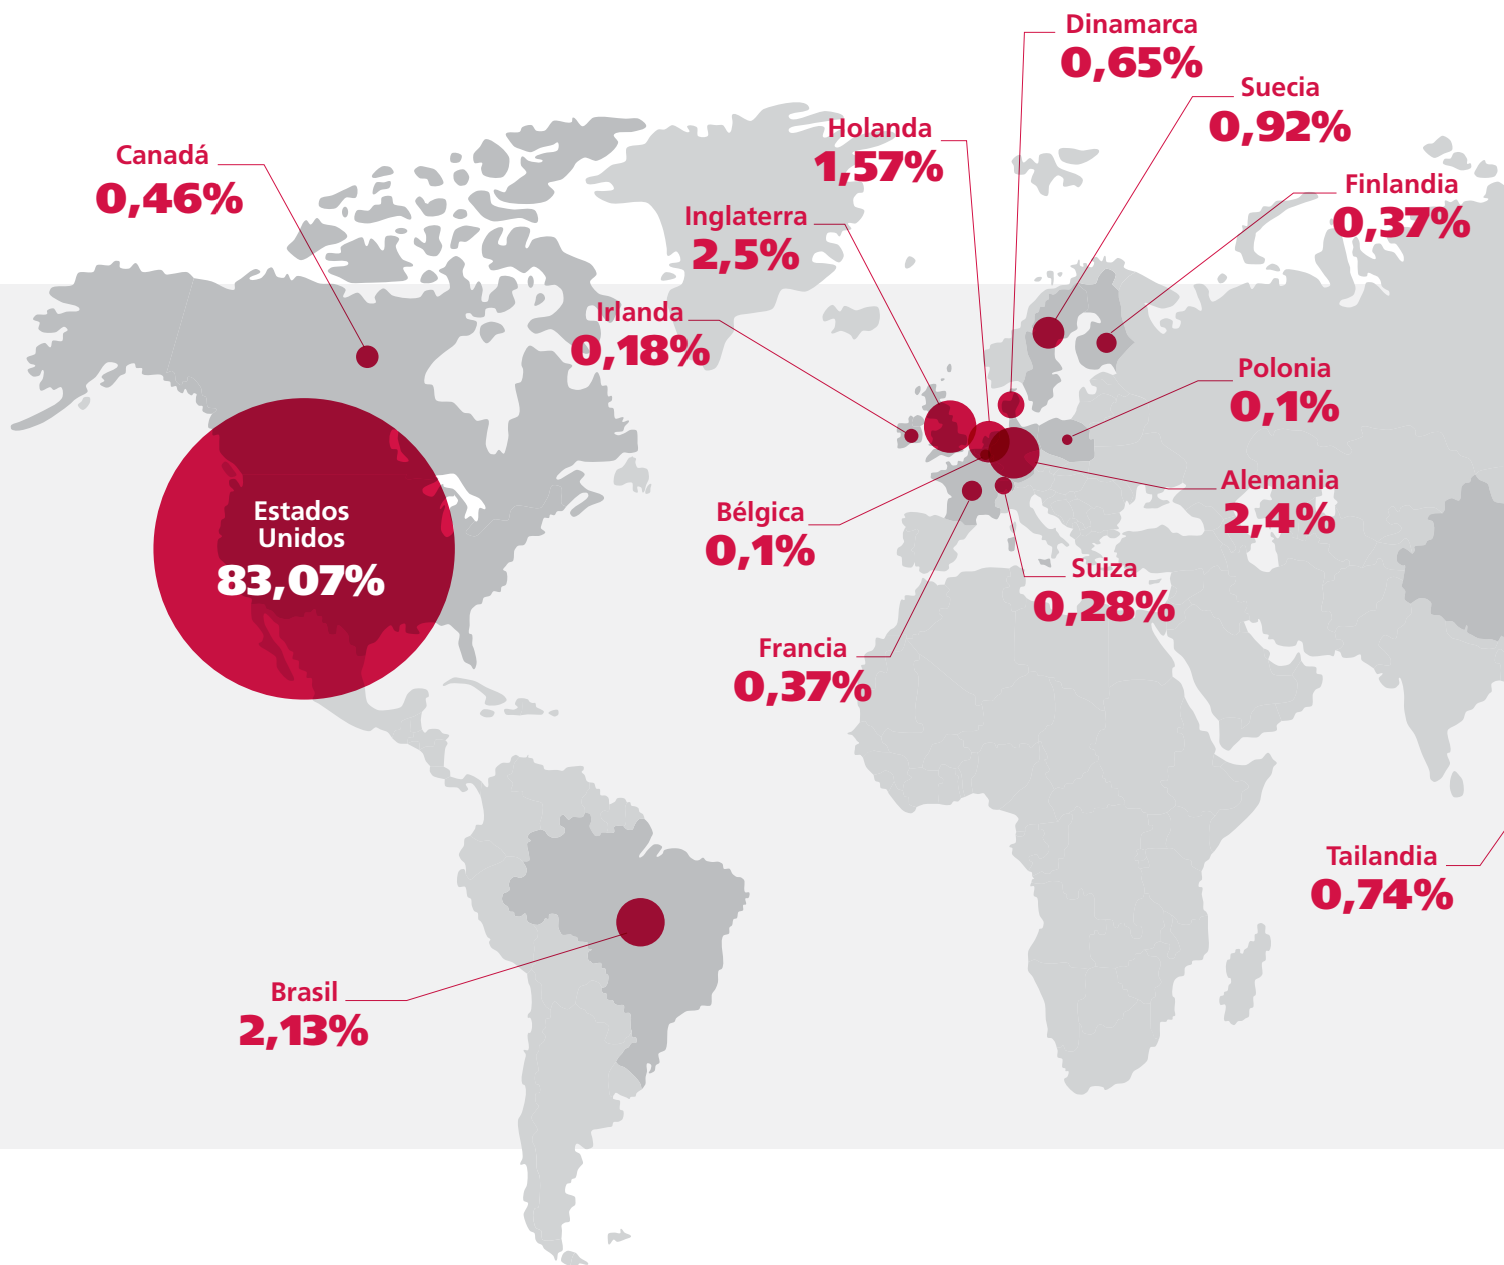 Dinamarca
0,65%
Suecia
0,92%
Holanda
1,57%
Canadá
0,46%
Finlandia
0,37%
Inglaterra
2,5%
Irlanda
0,18%
Polonia
0,1%
Alemania
2,4%
Estados
Unidos
83,07%
Bélgica
0,1%
Suiza
0,28%
Francia
0,37%
Tailandia
0,74%
Brasil
2,13%